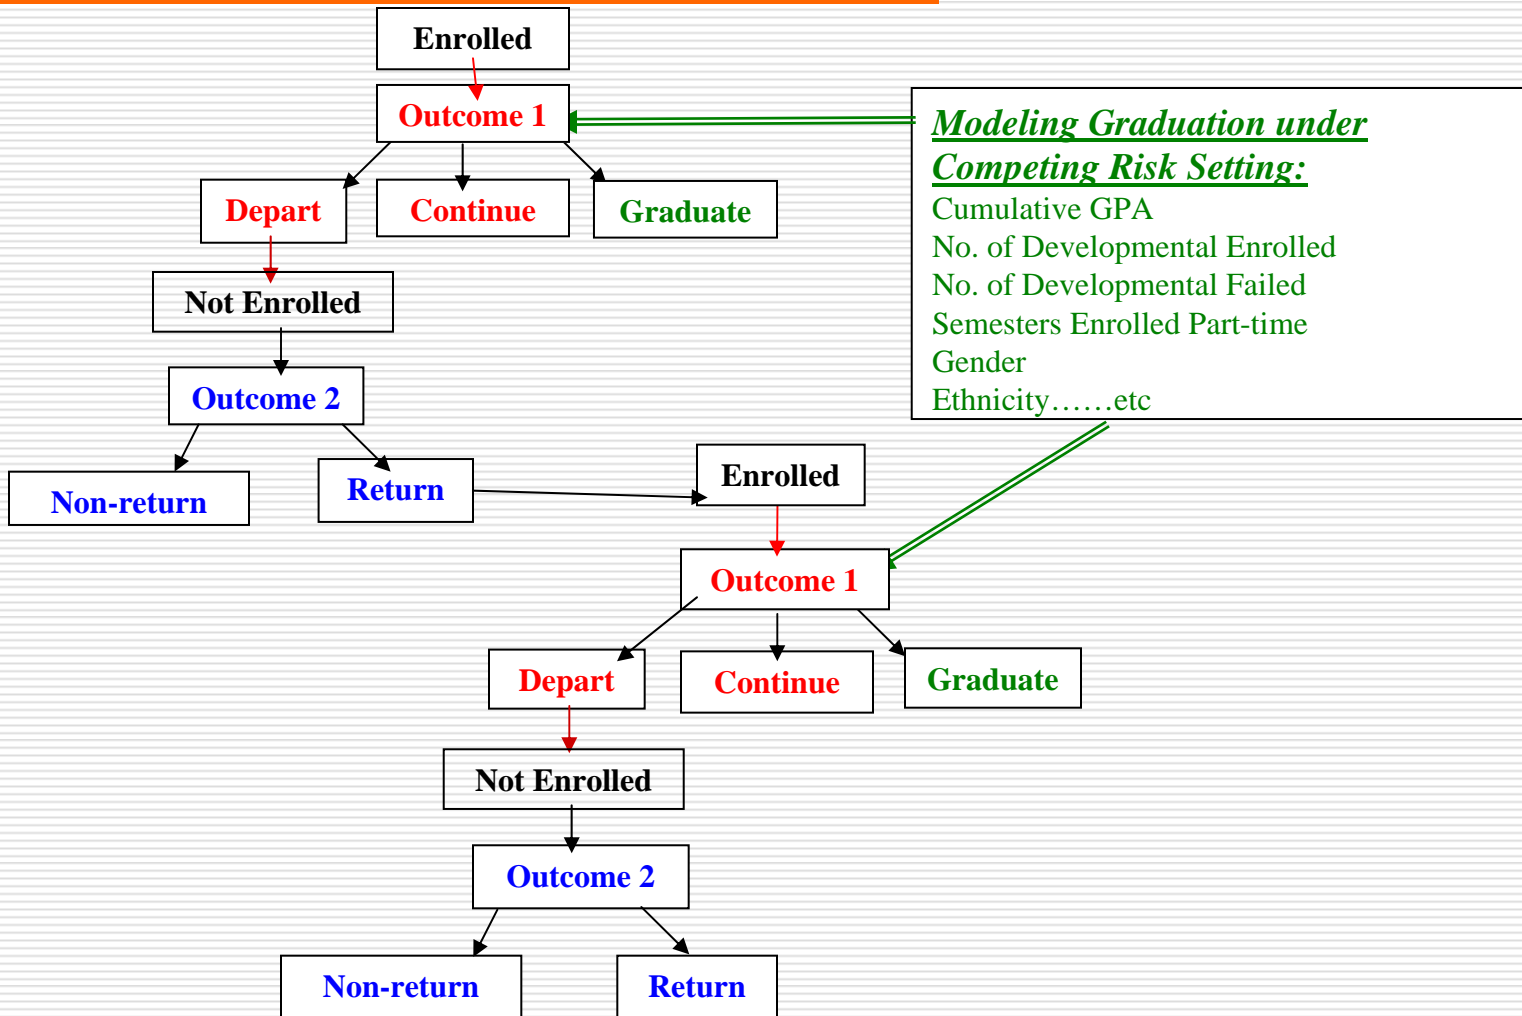 Enrolled
Outcome 1
Depart
Continue
Graduate
Not Enrolled
Outcome 2
Non-return
Return
Modeling Graduation under
Competing Risk Setting:
Cumulative GPA
No. of Developmental Enrolled
No. of Developmental Failed
Semesters Enrolled Part-time
Gender
Ethnicity……etc
Enrolled
Outcome 1
Depart
Continue
Graduate
Not Enrolled
Outcome 2
Non-return
Return